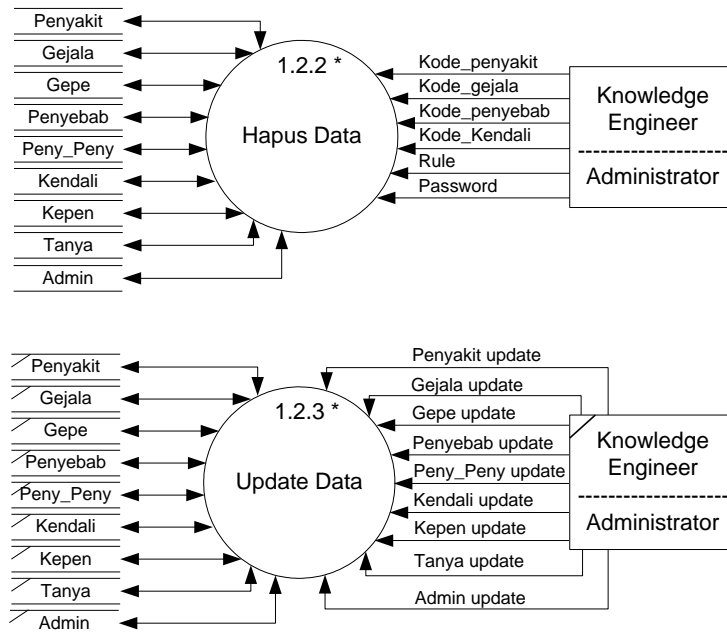 Penyakit
Gejala
Gepe
Penyebab
Peny_Peny
Kendali
Kepen
Tanya
Admin
1.2.2 *
Hapus Data
Kode_penyakit
Kode_gejala
Kode_penyebab
Kode_Kendali
Rule
Password
Knowledge
Engineer
Administrator
Penyakit
Gejala
Gepe
Penyebab
Peny_Peny
Kendali
Kepen
Tanya
Admin
1.2.3 *
Update Data
Penyakit update
Gejala update
Gepe update
Penyebab update
Peny_Peny update
Kendali update
Kepen update
Tanya update
Admin update
Knowledge
Engineer
Administrator